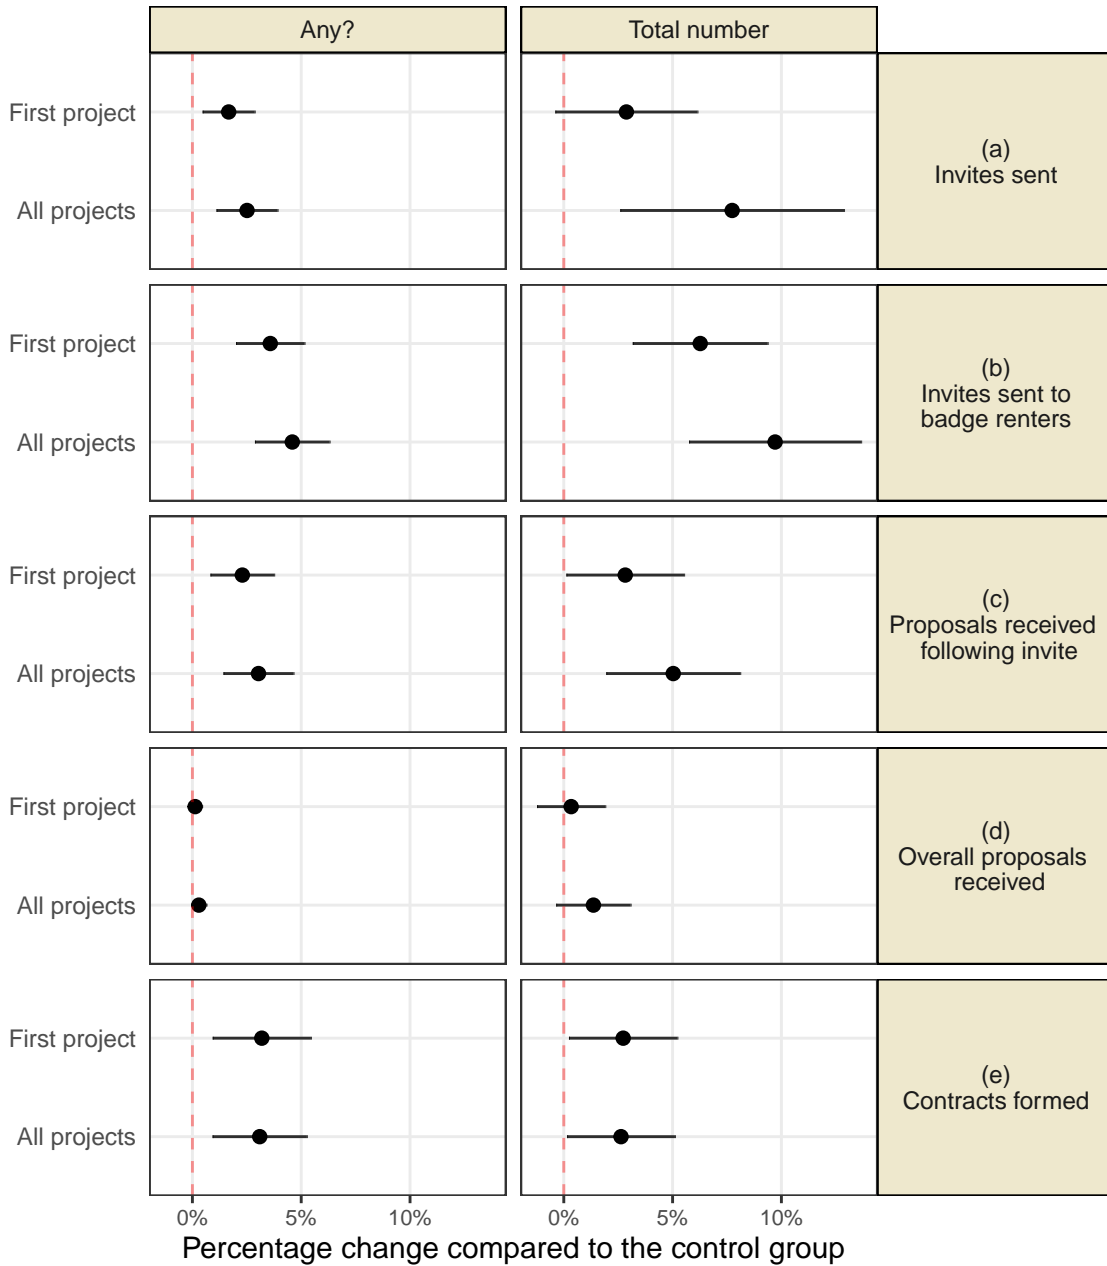 Any?
Total number
First project
All projects
(a)
Invites sent
First project
All projects
(b)
Invites sent to
badge renters
First project
All projects
(c)
Proposals received
following invite
First project
All projects
(d)
Overall proposals
received
First project
All projects
(e)
Contracts formed
0% 5% 10%
0% 5% 10%
Percentage change compared to the control group